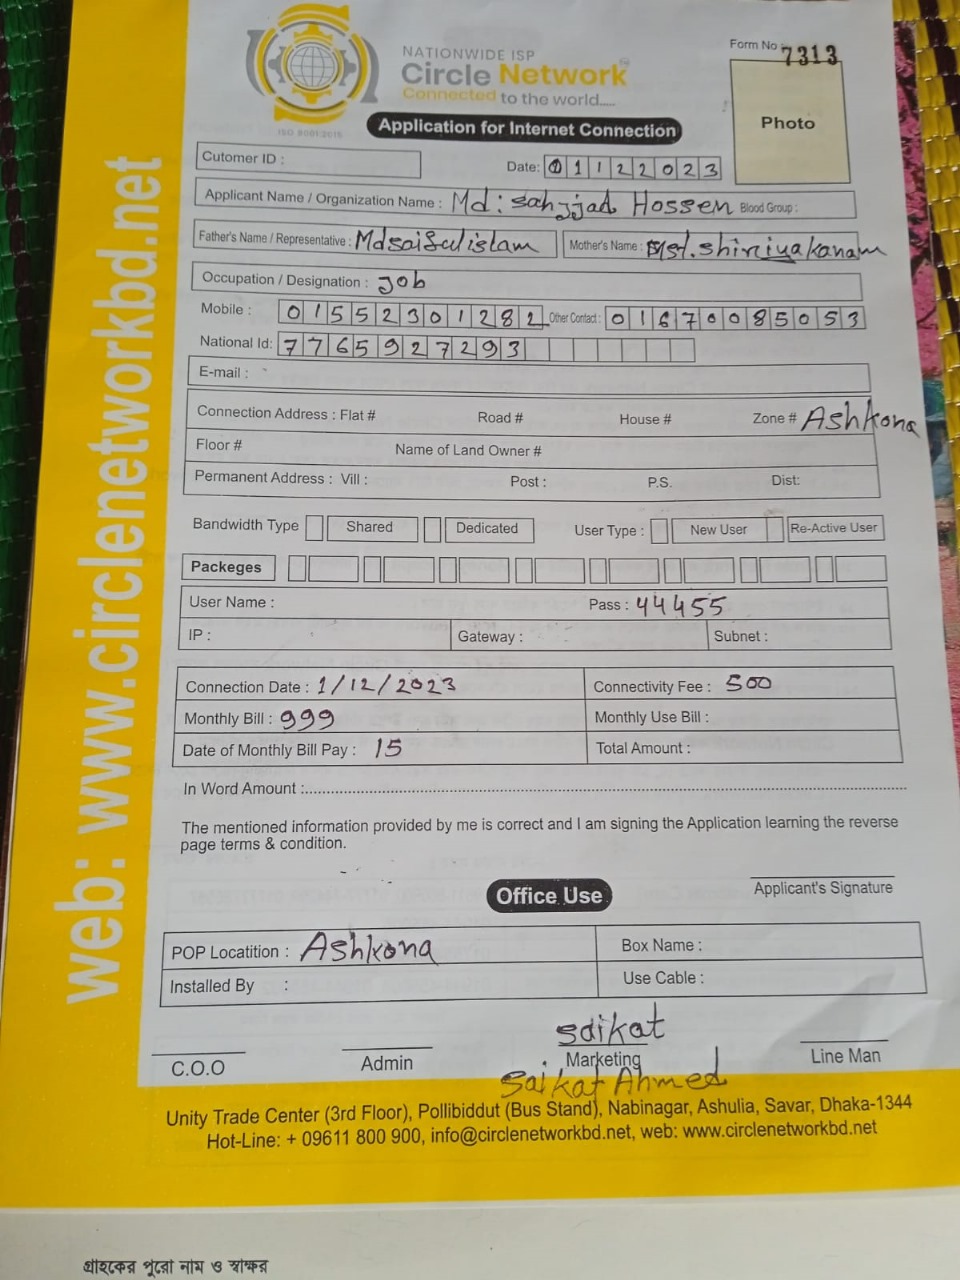 NATIONWIDE ISP
Circle Network
Connected to the world.....
ISO 9001:2015
Form No 7313
Photo
Application for Internet Connection
Cutomer ID :
Date: 01122023
Applicant Name / Organization Name : Md: Sahjjad Hossen Blood Group :
Father's Name / Representative : Md saifulislam Mother's Name : Mst. shiriyakanam
Occupation / Designation : Job
Mobile : 01552301282 Other Contact : 01670085053
National Id: 7765927293
E-mail :
Connection Address : Flat # Road # House # Zone # Ashkona
Floor # Name of Land Owner #
Permanent Address : Vill : Post : P.S. Dist:
Bandwidth Type Shared Dedicated User Type : New User Re-Active User
Packeges
User Name : Pass : 44455
IP : Gateway : Subnet :
Connection Date : 1/12/2023 Connectivity Fee : 500
Monthly Bill : 999 Monthly Use Bill :
Date of Monthly Bill Pay : 15 Total Amount :
In Word Amount :
The mentioned information provided by me is correct and I am signing the Application learning the reverse
page terms & condition.
Applicant's Signature
Office Use
POP Locatition : Ashkona Box Name :
Installed By : Use Cable :
saikat
C.O.O Admin Marketing Line Man
Saikat Ahmed
Unity Trade Center (3rd Floor), Pollibiddut (Bus Stand), Nabinagar, Ashulia, Savar, Dhaka-1344
Hot-Line: + 09611 800 900, info@circlenetworkbd.net, web: www.circlenetworkbd.net
web: www.circlenetworkbd.net
গ্রাহকের পুরো নাম ও স্বাক্ষর